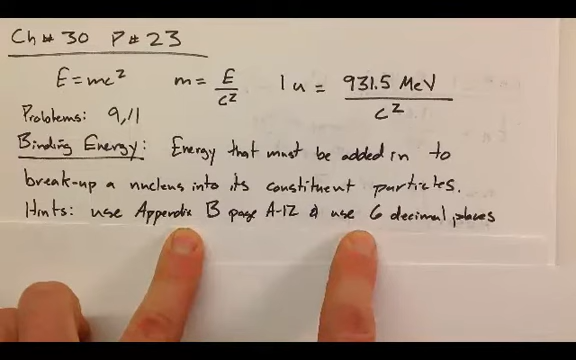 Ch # 30 P # 23
E = mc² m = E/c² 1 u = 931.5 MeV/c²
Problems: 9, 11
Binding Energy: Energy that must be added in to
break-up a nucleus into its constituent particles.
Hints: use Appendix B page A-12 & use 6 decimal places